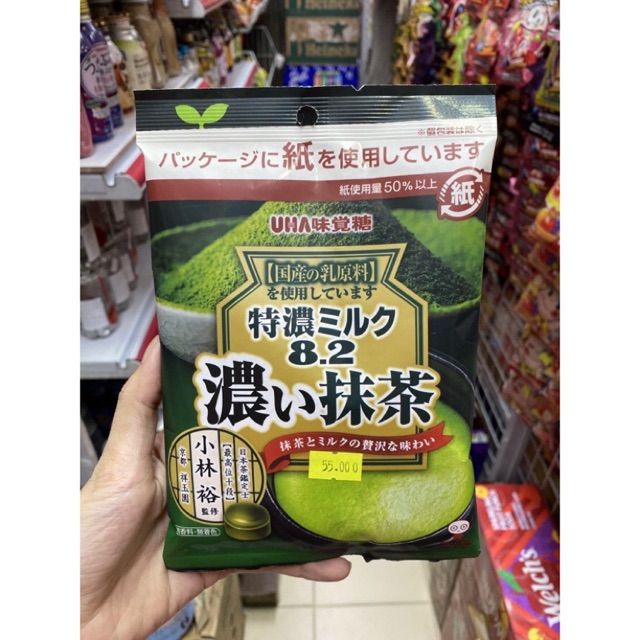 ※個包装は除く
パッケージに紙を使用しています
紙使用量50%以上
紙
UHA味覚糖
【国産の乳原料】
を使用しています
特濃ミルク
8.2
濃い抹茶
抹茶とミルクの贅沢な味わい
55.000
日本茶鑑定士
【最高位十段】
小林裕
監修
京都 祥玉園
香料・無着色
Heineken
Welch's